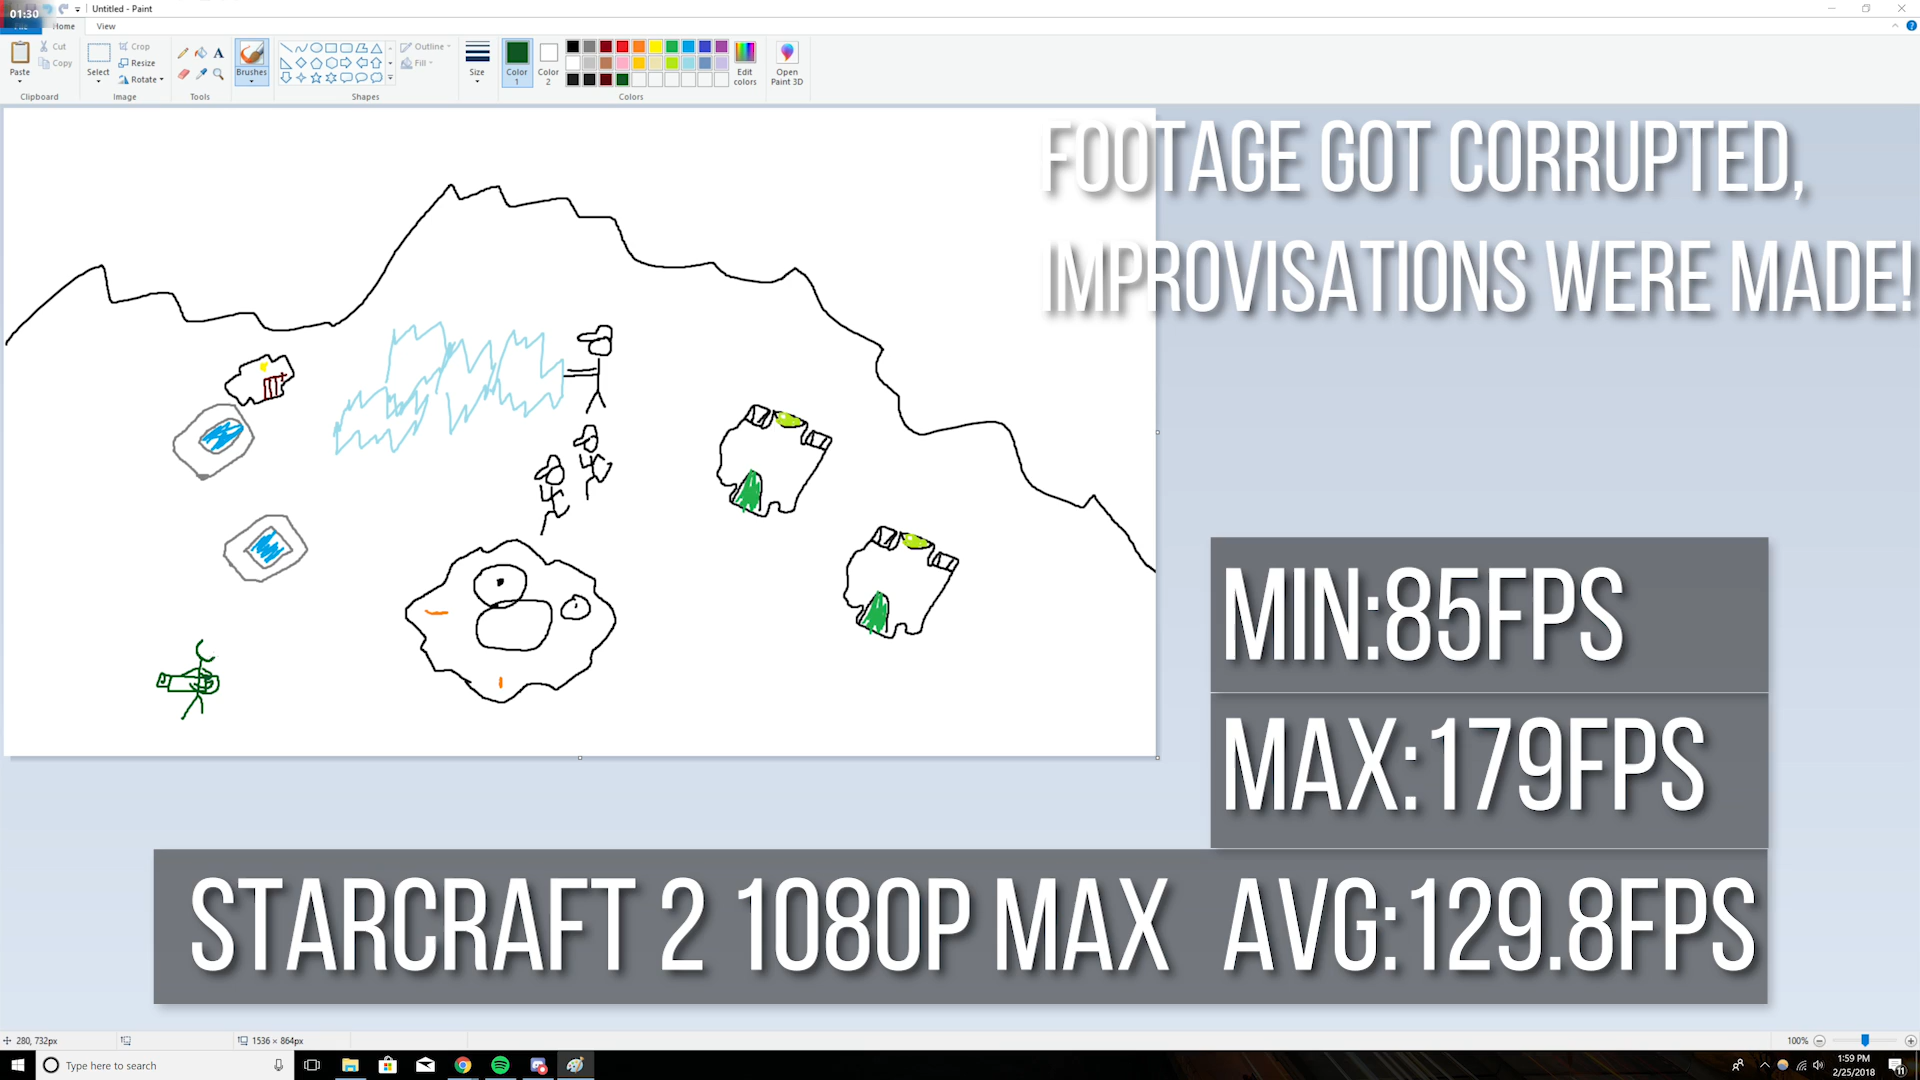 01:30
Untitled - Paint
File
Home
View
Paste
Cut
Copy
Clipboard
Select
Crop
Resize
Rotate
Image
A
Tools
Brushes
Outline
Fill
Shapes
Size
Color 1
Color 2
Colors
Edit colors
Open Paint 3D
FOOTAGE GOT CORRUPTED,
IMPROVISATIONS WERE MADE!
MIN:85FPS
MAX:179FPS
STARCRAFT 2 1080P MAX AVG:129.8FPS
280, 732px
1536 × 864px
100%
Type here to search
1:59 PM
2/25/2018
11